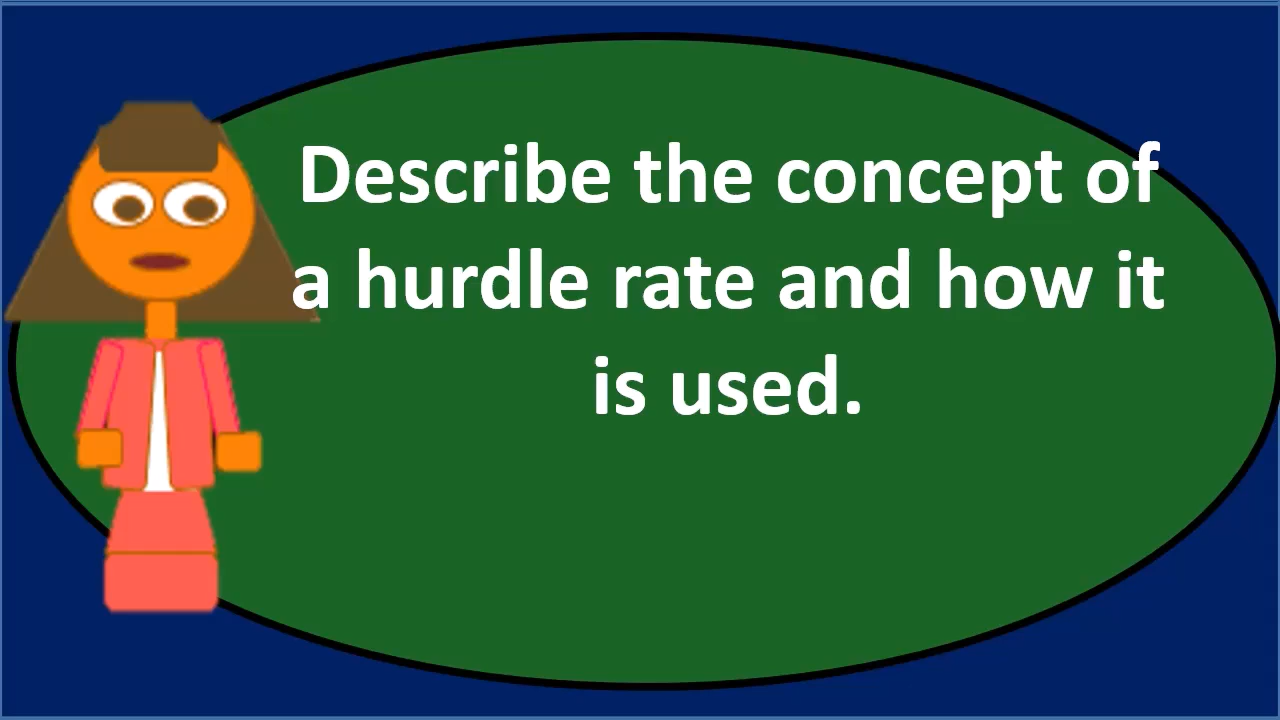 Describe the concept of
a hurdle rate and how it
is used.